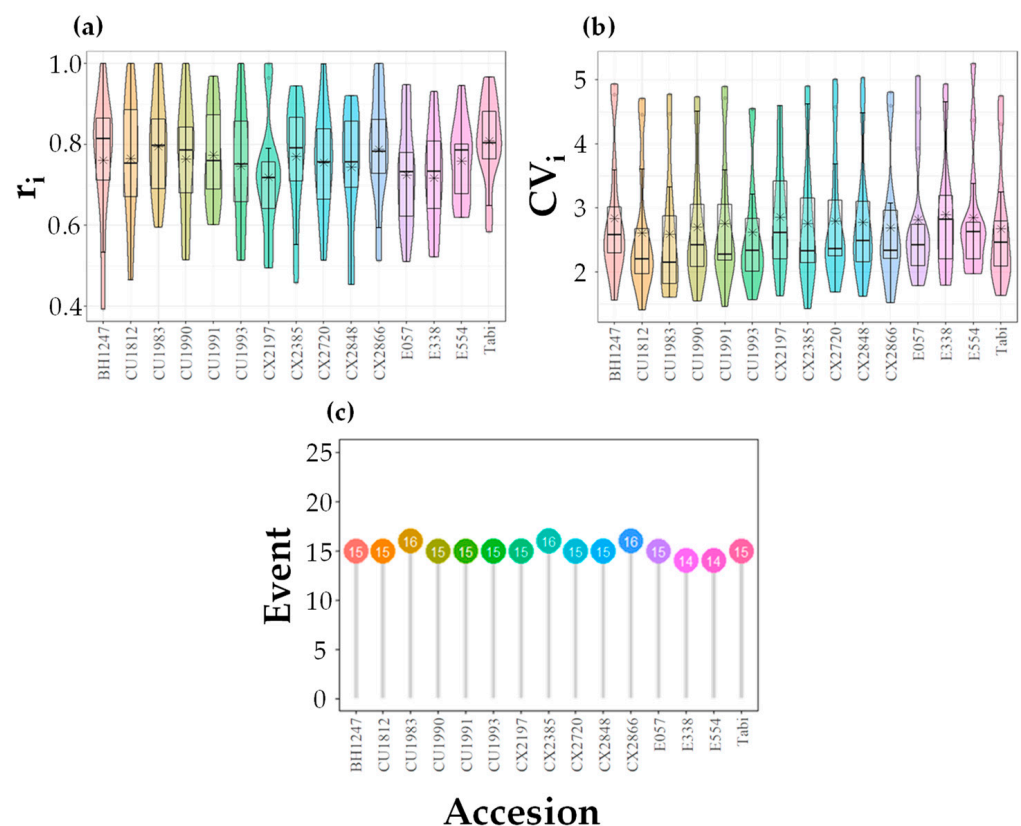 (a)
r_i
1.0
0.8
0.6
0.4
BH1247 CU1812 CU1983 CU1990 CU1991 CU1993 CX2197 CX2385 CX2720 CX2848 CX2866 E057 E338 E554 Tabi
(b)
CV_i
5
4
3
2
BH1247 CU1812 CU1983 CU1990 CU1991 CU1993 CX2197 CX2385 CX2720 CX2848 CX2866 E057 E338 E554 Tabi
(c)
Event
25
20
15
10
5
0
15 15 16 15 15 15 15 16 15 15 16 15 14 14 15
BH1247 CU1812 CU1983 CU1990 CU1991 CU1993 CX2197 CX2385 CX2720 CX2848 CX2866 E057 E338 E554 Tabi
Accesion